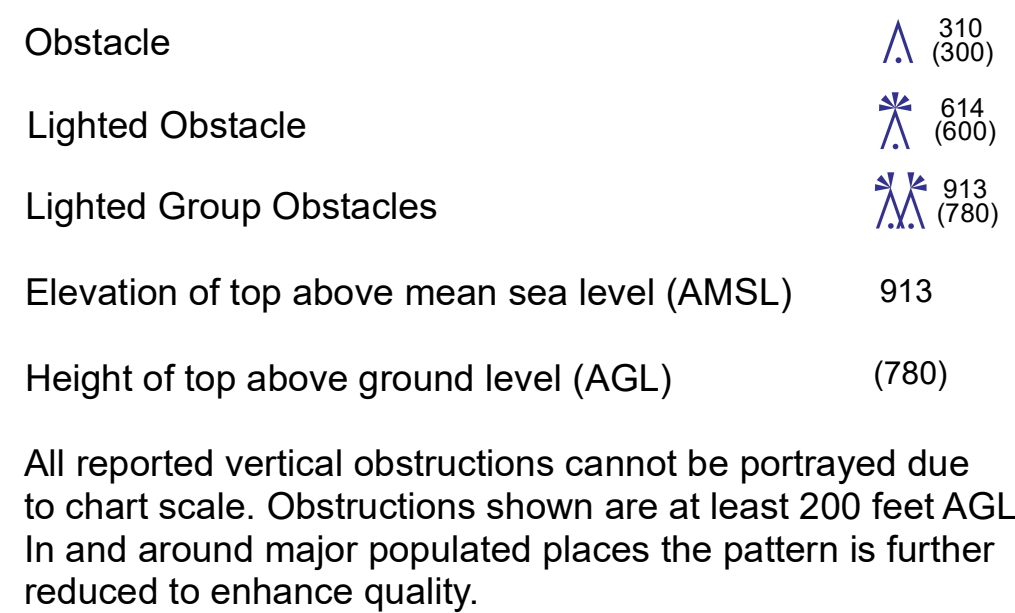 Obstacle 310
(300)
Lighted Obstacle 614
(600)
Lighted Group Obstacles 913
(780)
Elevation of top above mean sea level (AMSL) 913
Height of top above ground level (AGL) (780)
All reported vertical obstructions cannot be portrayed due
to chart scale. Obstructions shown are at least 200 feet AGL
In and around major populated places the pattern is further
reduced to enhance quality.